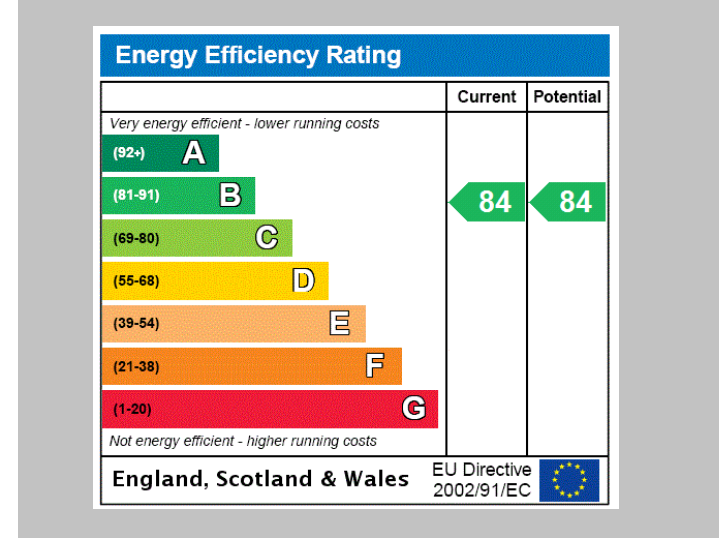 Energy Efficiency Rating
Current Potential
Very energy efficient - lower running costs
(92+) A
(81-91) B 84 84
(69-80) C
(55-68) D
(39-54) E
(21-38) F
(1-20) G
Not energy efficient - higher running costs
England, Scotland & Wales
EU Directive
2002/91/EC